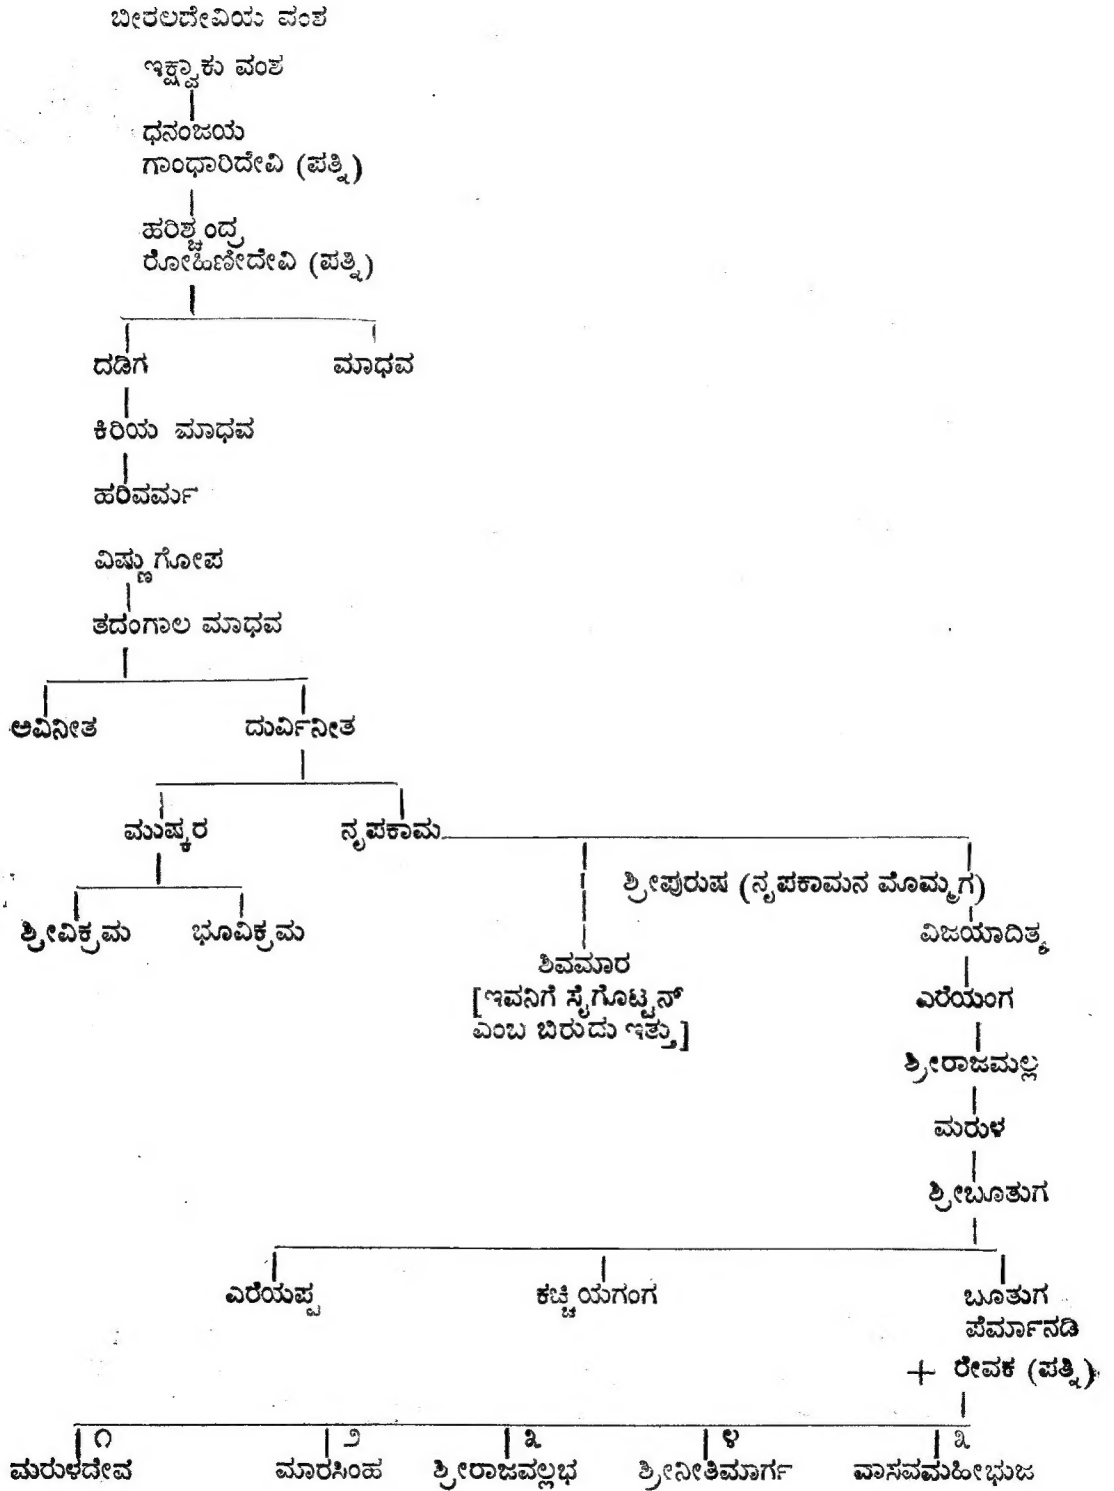 ಬೀರಲದೇವಿಯ ವಂಶ
ಇಕ್ಷ್ವಾಕು ವಂಶ
ಧನಂಜಯ
ಗಾಂಧಾರಿದೇವಿ (ಪತ್ನಿ)
ಹರಿಶ್ಚಂದ್ರ
ರೋಹಿಣೀದೇವಿ (ಪತ್ನಿ)
ದಡಿಗ ಮಾಧವ
ಕಿರಿಯ ಮಾಧವ
ಹರಿವರ್ಮ
ವಿಷ್ಣುಗೋಪ
ತದಂಗಾಲ ಮಾಧವ
ಅವಿನೀತ ದುರ್ವಿನೀತ
ಮುಷ್ಕರ ನೃಪಕಾಮ
ಶ್ರೀಪುರುಷ (ನೃಪಕಾಮನ ಮೊಮ್ಮಗ)
ಶ್ರೀವಿಕ್ರಮ ಭೂವಿಕ್ರಮ ವಿಜಯಾದಿತ್ಯ
ಶಿವಮಾರ
[ಇವನಿಗೆ ಸೈಗೊಟ್ಟನ್ ಎರೆಯಂಗ
ಎಂಬ ಬಿರುದು ಇತ್ತು]
ಶ್ರೀರಾಜಮಲ್ಲ
ಮರುಳ
ಶ್ರೀಬೂತುಗ
ಎರೆಯಪ್ಪ ಕಚ್ಚಿಯಗಂಗ ಬೂತುಗ
ಪೆರ್ಮಾನಡಿ
+ ರೇವಕ (ಪತ್ನಿ)
೧ ೨ ೩ ೪ ೫
ಮರುಳದೇವ ಮಾರಸಿಂಹ ಶ್ರೀರಾಜವಲ್ಲಭ ಶ್ರೀನೀತಿಮಾರ್ಗ ವಾಸವಮಹೀಭುಜ